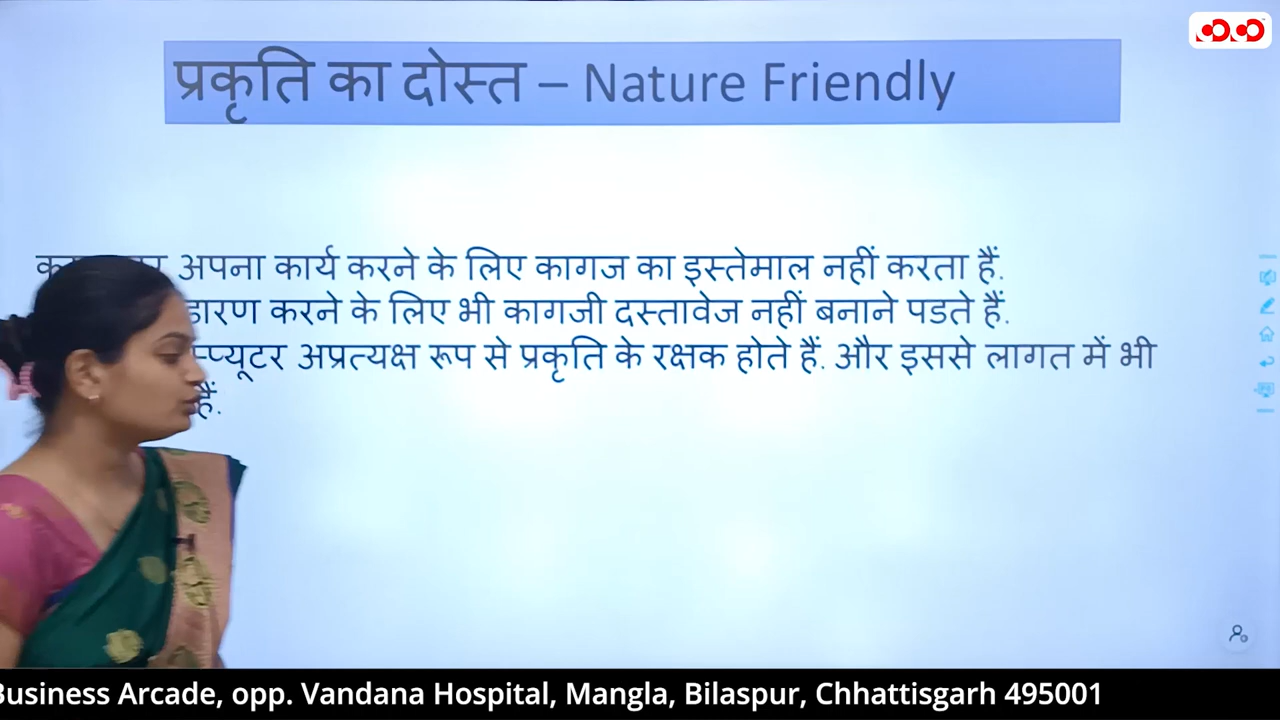 प्रकृति का दोस्त – Nature Friendly
अपना कार्य करने के लिए कागज का इस्तेमाल नहीं करता हैं.
करने के लिए भी कागजी दस्तावेज नहीं बनाने पडते हैं.
अप्रत्यक्ष रूप से प्रकृति के रक्षक होते हैं. और इससे लागत में भी
हैं.
Business Arcade, opp. Vandana Hospital, Mangla, Bilaspur, Chhattisgarh 495001